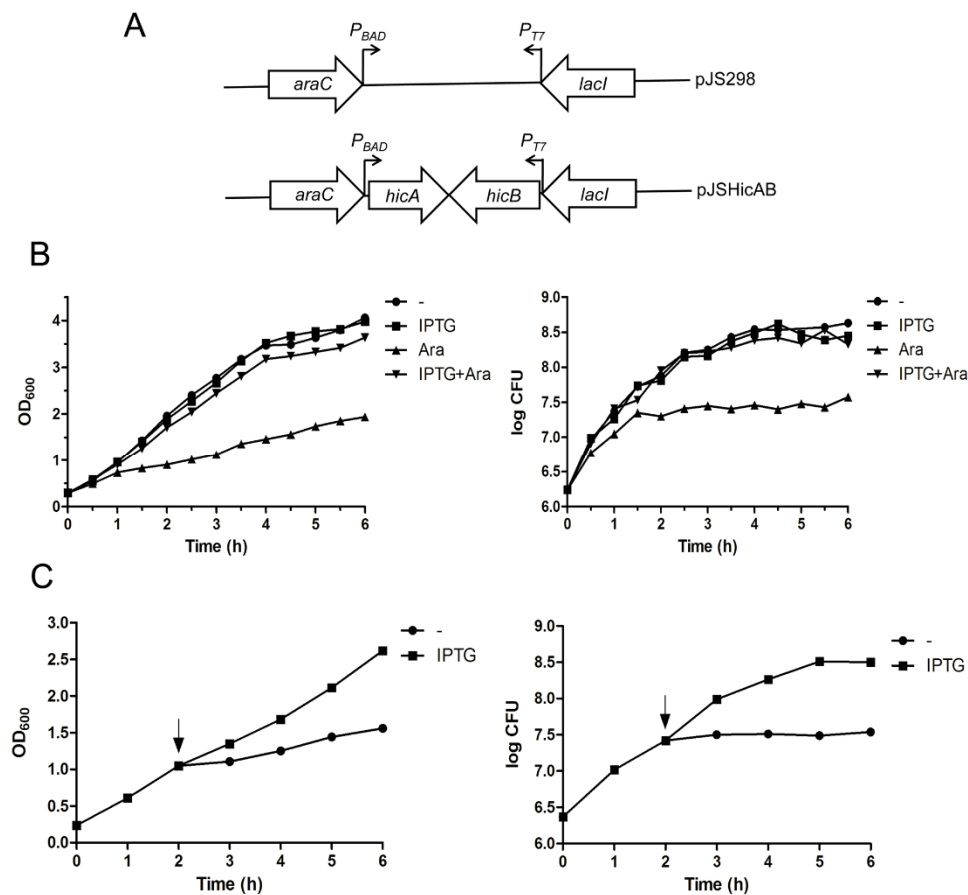 A
P_BAD
P_T7
araC
lacI
pJS298
P_BAD
P_T7
araC
hicA
hicB
lacI
pJSHicAB
B
OD600
4
3
2
1
0
0 1 2 3 4 5 6
Time (h)
-
IPTG
Ara
IPTG+Ara
log CFU
9.0
8.5
8.0
7.5
7.0
6.5
6.0
0 1 2 3 4 5 6
Time (h)
-
IPTG
Ara
IPTG+Ara
C
OD600
3.0
2.5
2.0
1.5
1.0
0.5
0.0
0 1 2 3 4 5 6
Time (h)
-
IPTG
log CFU
9.0
8.5
8.0
7.5
7.0
6.5
6.0
0 1 2 3 4 5 6
Time (h)
-
IPTG